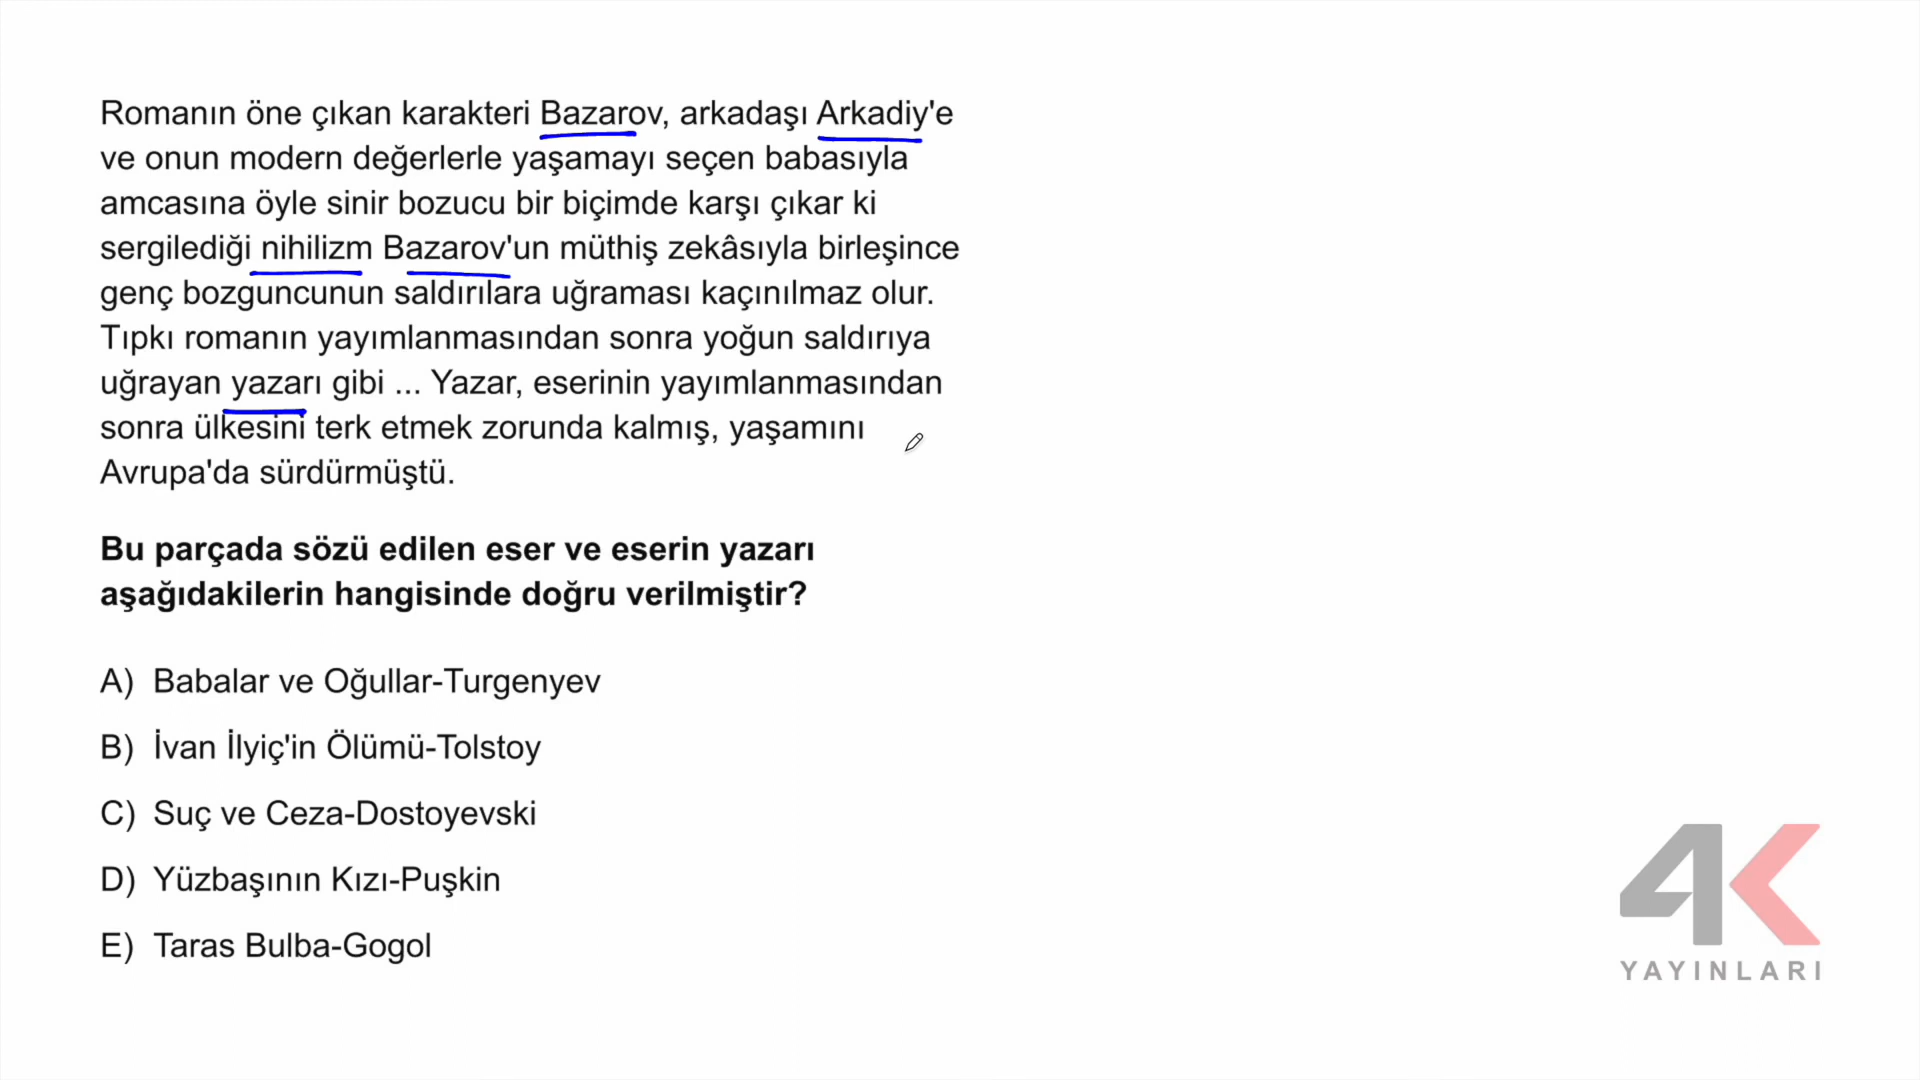 Romanın öne çıkan karakteri Bazarov, arkadaşı Arkadiy'e
ve onun modern değerlerle yaşamayı seçen babasıyla
amcasına öyle sinir bozucu bir biçimde karşı çıkar ki
sergilediği nihilizm Bazarov'un müthiş zekâsıyla birleşince
genç bozguncunun saldırılara uğraması kaçınılmaz olur.
Tıpkı romanın yayımlanmasından sonra yoğun saldırıya
uğrayan yazarı gibi ... Yazar, eserinin yayımlanmasından
sonra ülkesini terk etmek zorunda kalmış, yaşamını
Avrupa'da sürdürmüştü.
Bu parçada sözü edilen eser ve eserin yazarı
aşağıdakilerin hangisinde doğru verilmiştir?
A) Babalar ve Oğullar-Turgenyev
B) İvan İlyiç'in Ölümü-Tolstoy
C) Suç ve Ceza-Dostoyevski
D) Yüzbaşının Kızı-Puşkin
E) Taras Bulba-Gogol
4K
YAYINLARI